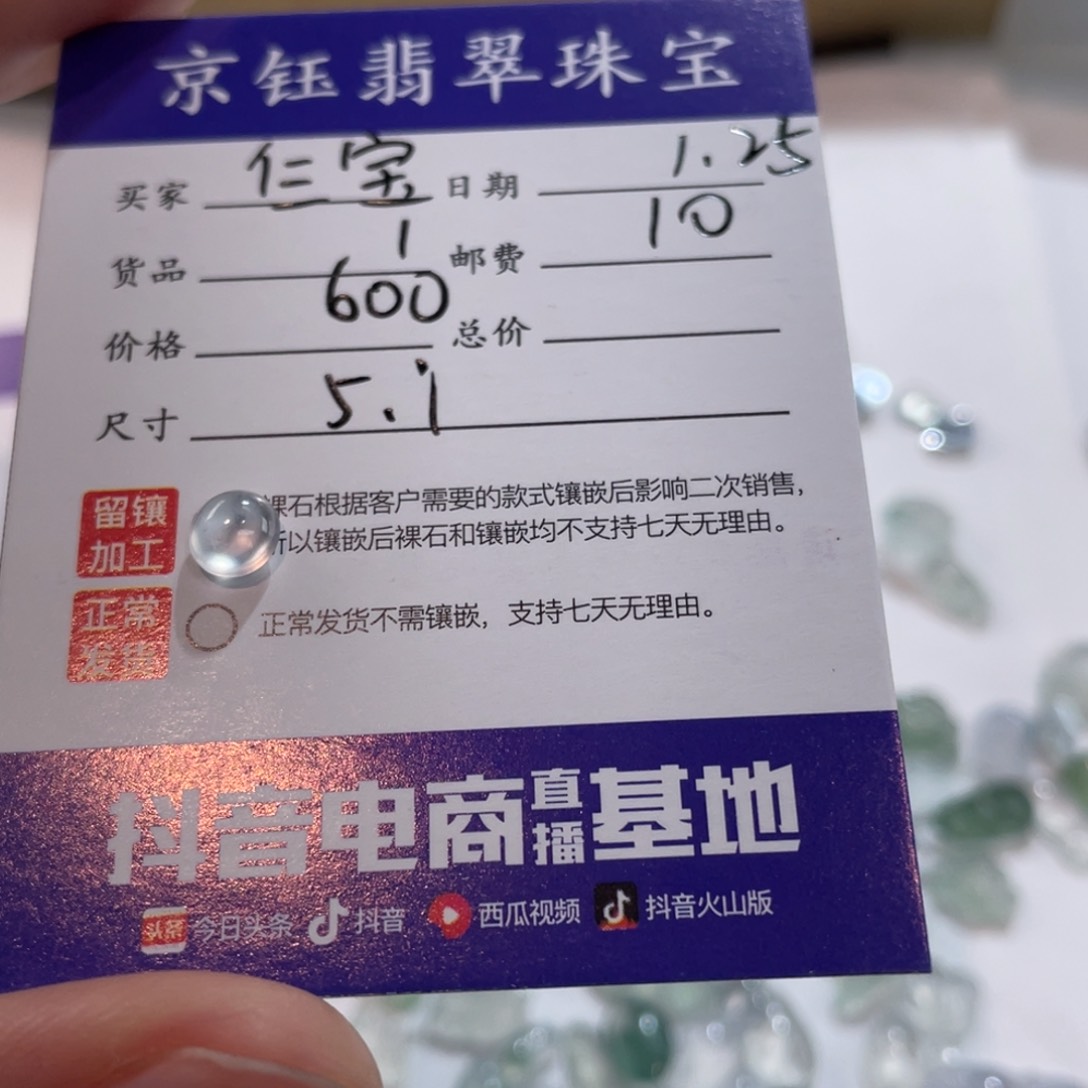 京钰翡翠珠宝
买家 仁宝 日期 1.25
货品 1 邮费 10
价格 600 总价
尺寸 5.1
留镶加工 裸石根据客户需要的款式镶嵌后影响二次销售，
所以镶嵌后裸石和镶嵌均不支持七天无理由。
正常发货 正常发货不需镶嵌，支持七天无理由。
抖音电商直播基地
头条 今日头条 抖音 西瓜视频 抖音火山版